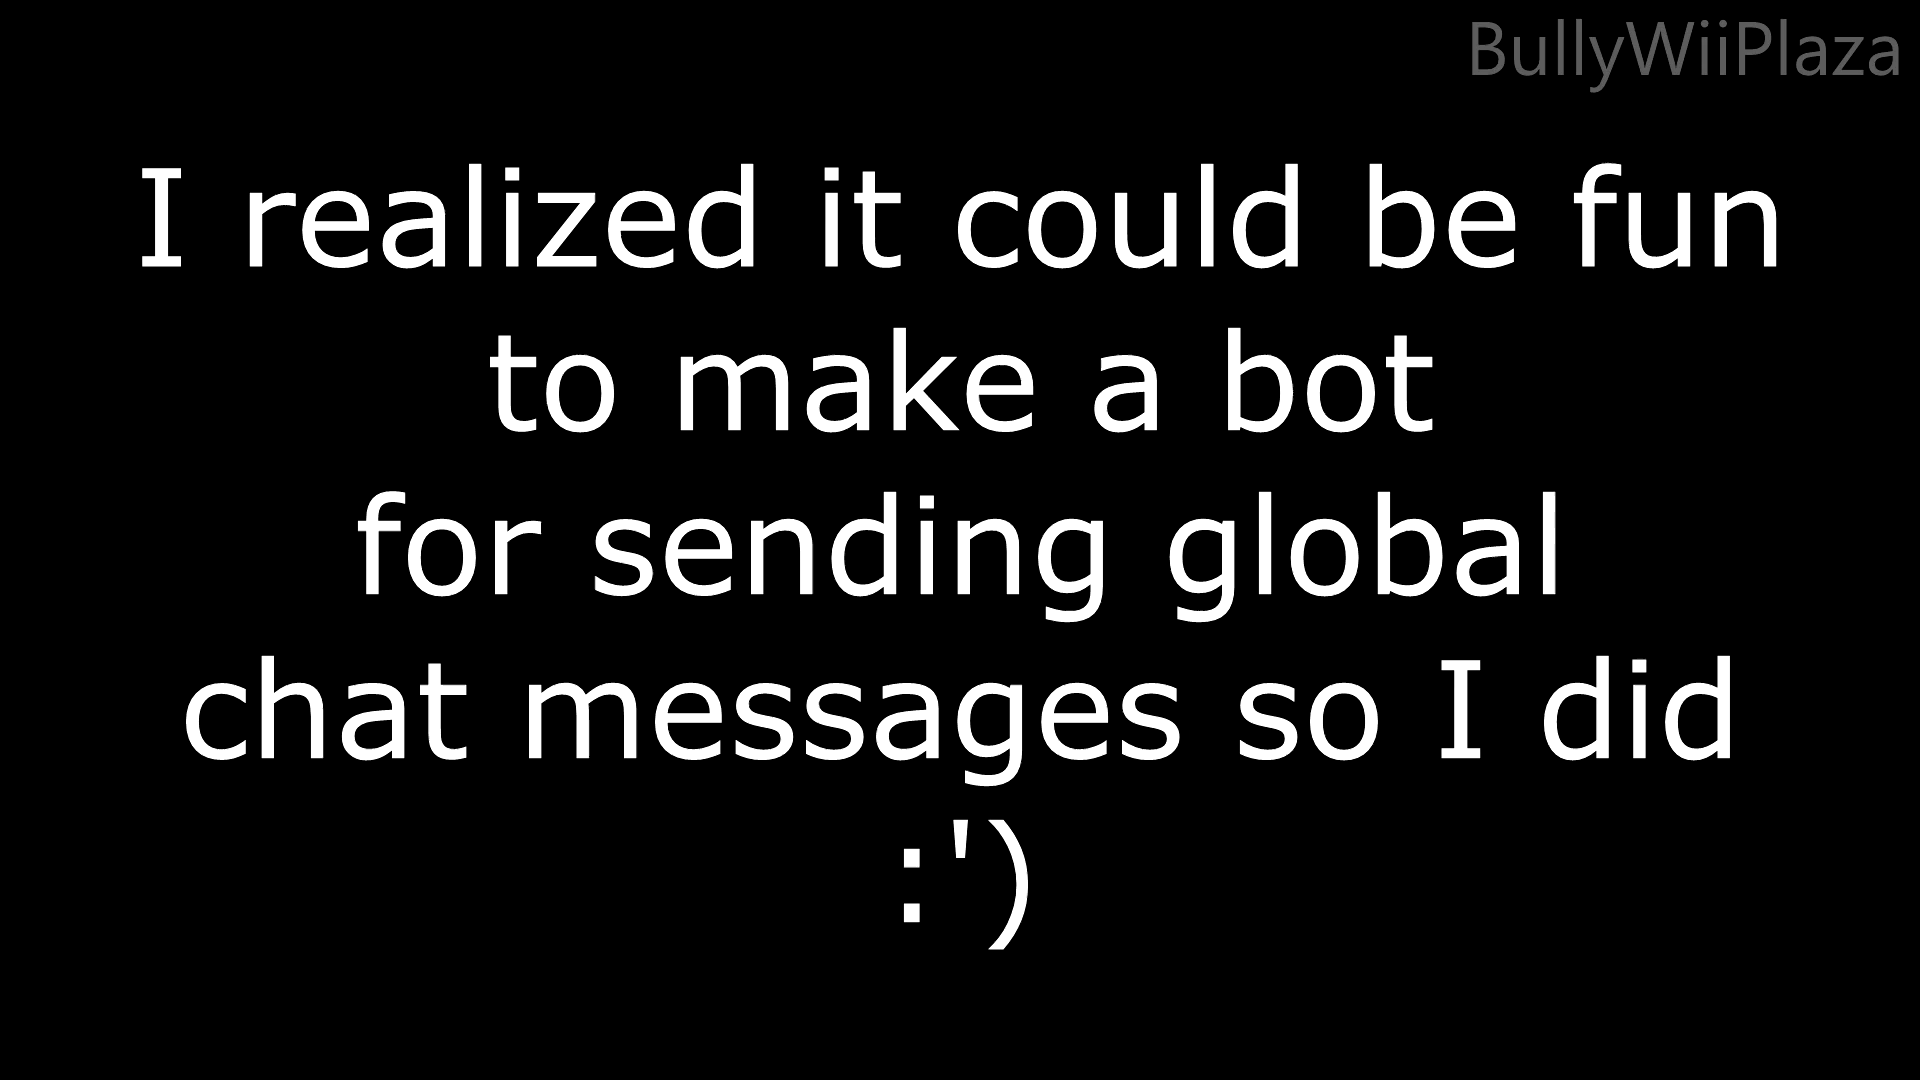 BullyWiiPlaza
I realized it could be fun
to make a bot
for sending global
chat messages so I did
:')